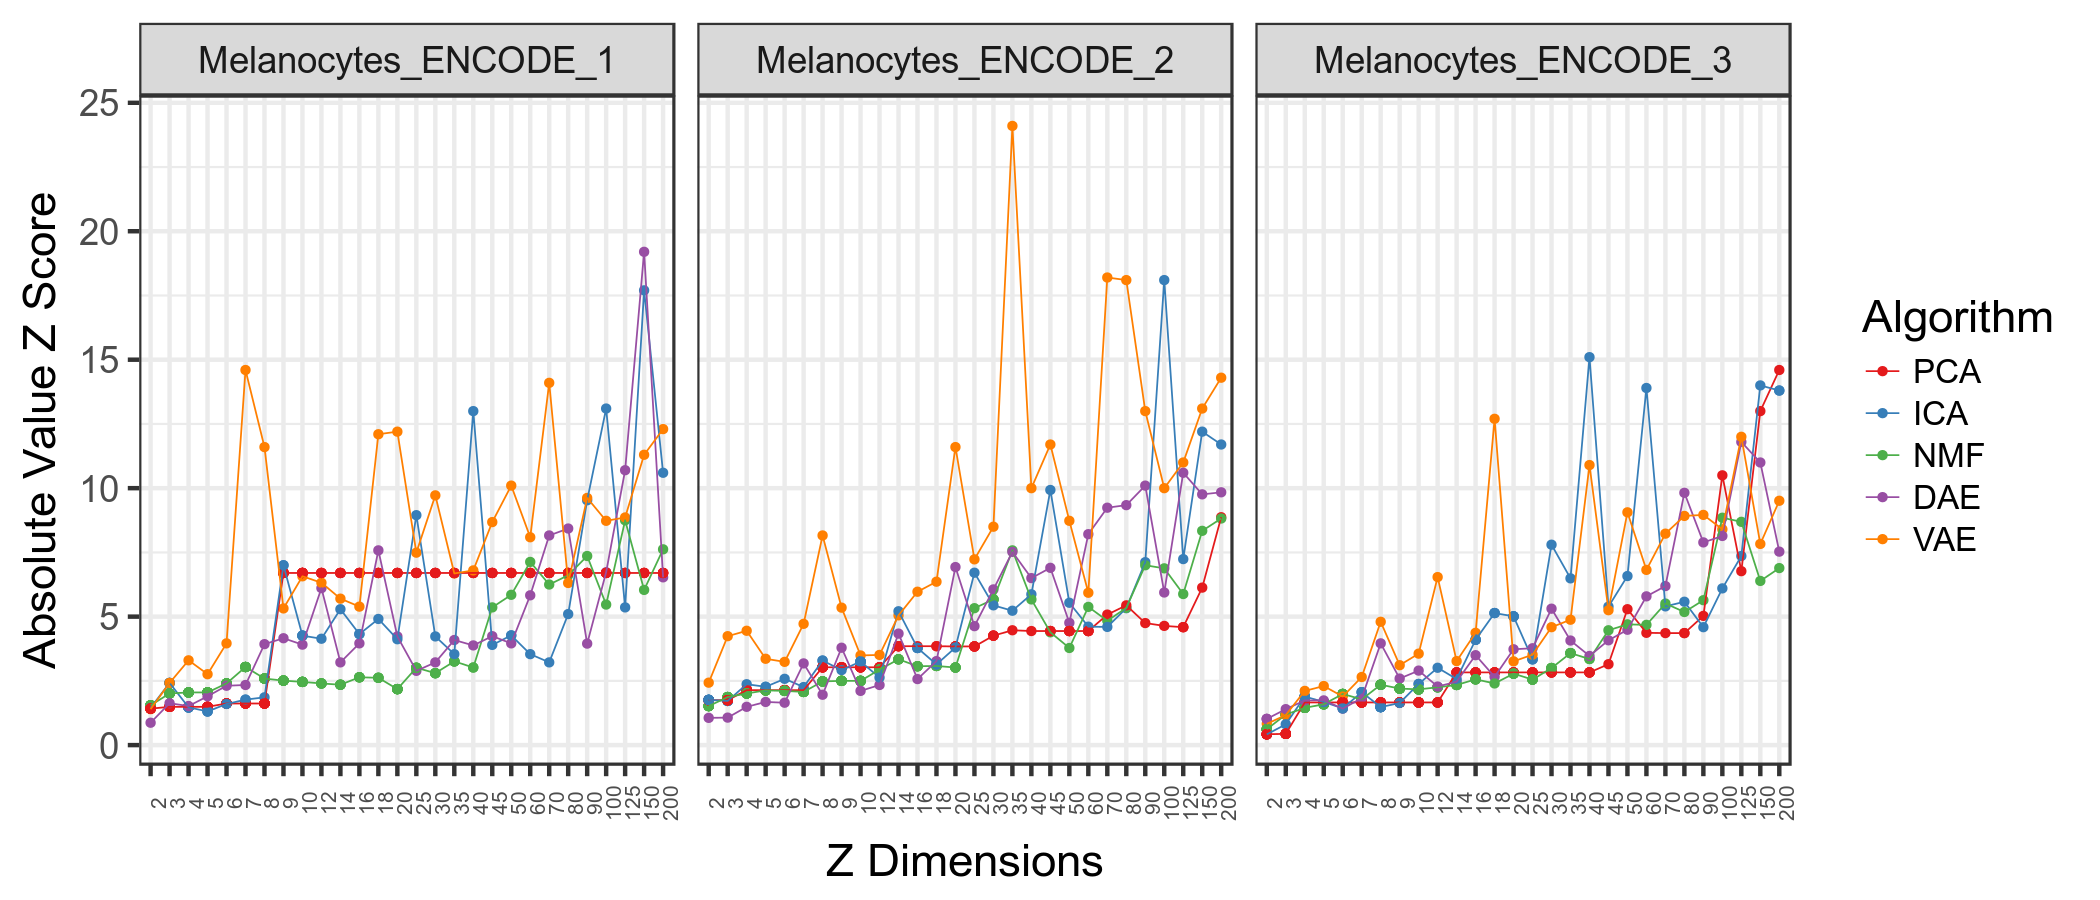 Melanocytes_ENCODE_1
Melanocytes_ENCODE_2
Melanocytes_ENCODE_3
Absolute Value Z Score
25
20
15
10
5
0
2 3 4 5 6 7 8 9 10 12 14 16 18 20 25 30 35 40 45 50 60 70 80 90 100 125 150 200
2 3 4 5 6 7 8 9 10 12 14 16 18 20 25 30 35 40 45 50 60 70 80 90 100 125 150 200
2 3 4 5 6 7 8 9 10 12 14 16 18 20 25 30 35 40 45 50 60 70 80 90 100 125 150 200
Z Dimensions
Algorithm
PCA
ICA
NMF
DAE
VAE